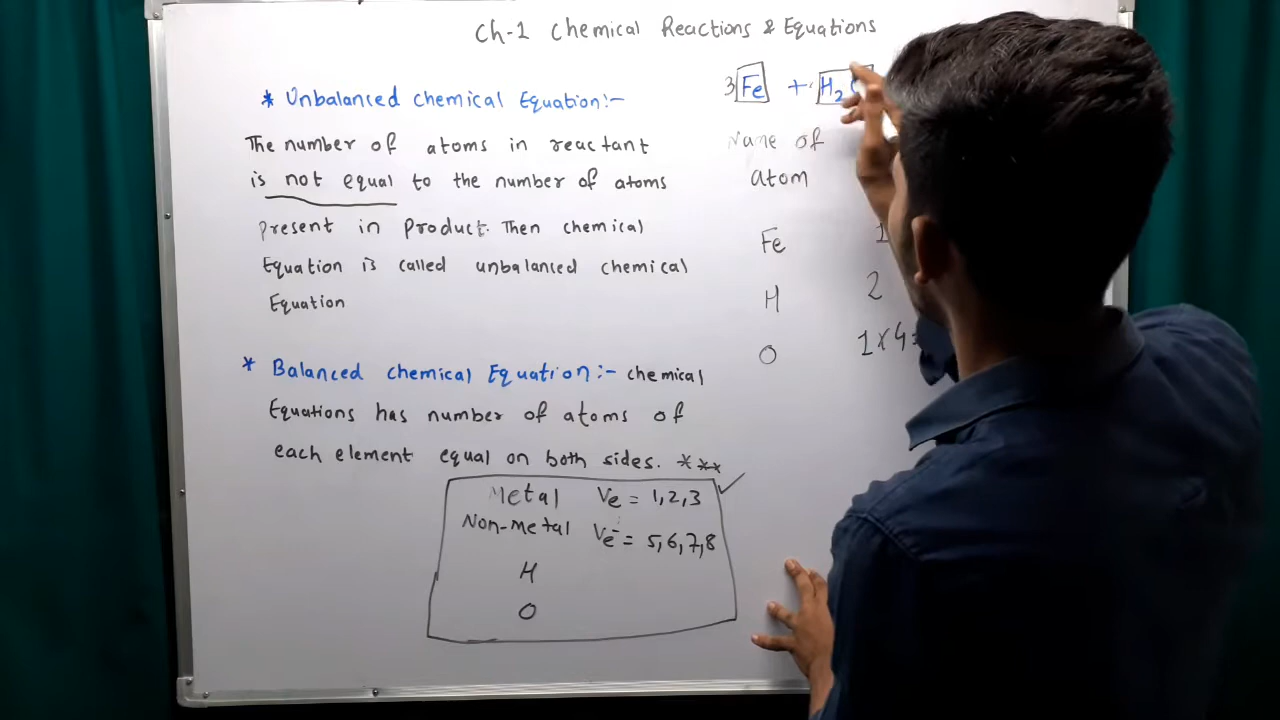 Ch-1 Chemical Reactions & Equations
* Unbalanced chemical Equation:-
The number of atoms in reactant
is not equal to the number of atoms
present in product. Then chemical
Equation is called unbalanced chemical
Equation
* Balanced chemical Equation:- chemical
Equations has number of atoms of
each element equal on both sides. ***
Metal Ve = 1,2,3
Non-metal Ve⁻ = 5,6,7,8
H
O
3 Fe + H₂
Name of
atom
Fe 1
H 2
O 1x4=